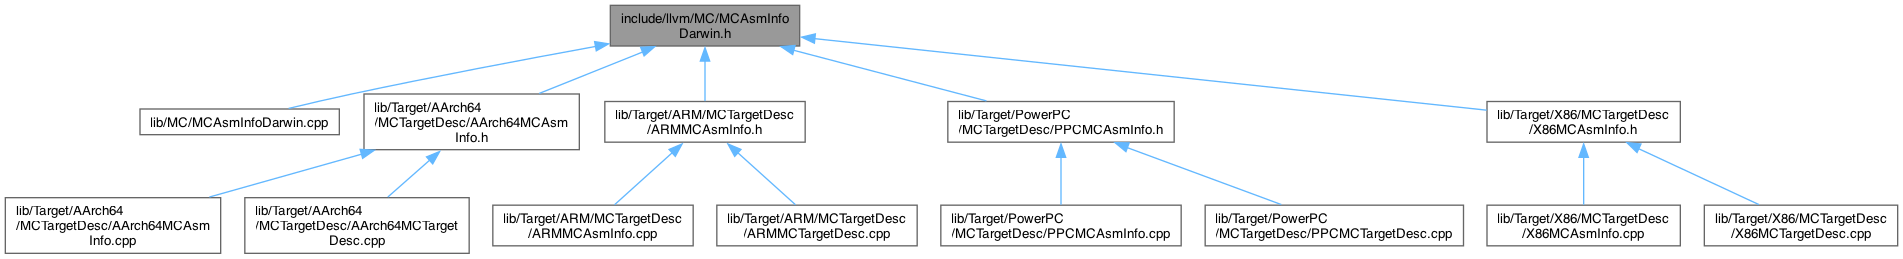 include/llvm/MC/MCAsmInfo
Darwin.h
lib/MC/MCAsmInfoDarwin.cpp
lib/Target/AArch64
/MCTargetDesc/AArch64MCAsm
Info.h
lib/Target/ARM/MCTargetDesc
/ARMMCAsmInfo.h
lib/Target/PowerPC
/MCTargetDesc/PPCMCAsmInfo.h
lib/Target/X86/MCTargetDesc
/X86MCAsmInfo.h
lib/Target/AArch64
/MCTargetDesc/AArch64MCAsm
Info.cpp
lib/Target/AArch64
/MCTargetDesc/AArch64MCTarget
Desc.cpp
lib/Target/ARM/MCTargetDesc
/ARMMCAsmInfo.cpp
lib/Target/ARM/MCTargetDesc
/ARMMCTargetDesc.cpp
lib/Target/PowerPC
/MCTargetDesc/PPCMCAsmInfo.cpp
lib/Target/PowerPC
/MCTargetDesc/PPCMCTargetDesc.cpp
lib/Target/X86/MCTargetDesc
/X86MCAsmInfo.cpp
lib/Target/X86/MCTargetDesc
/X86MCTargetDesc.cpp